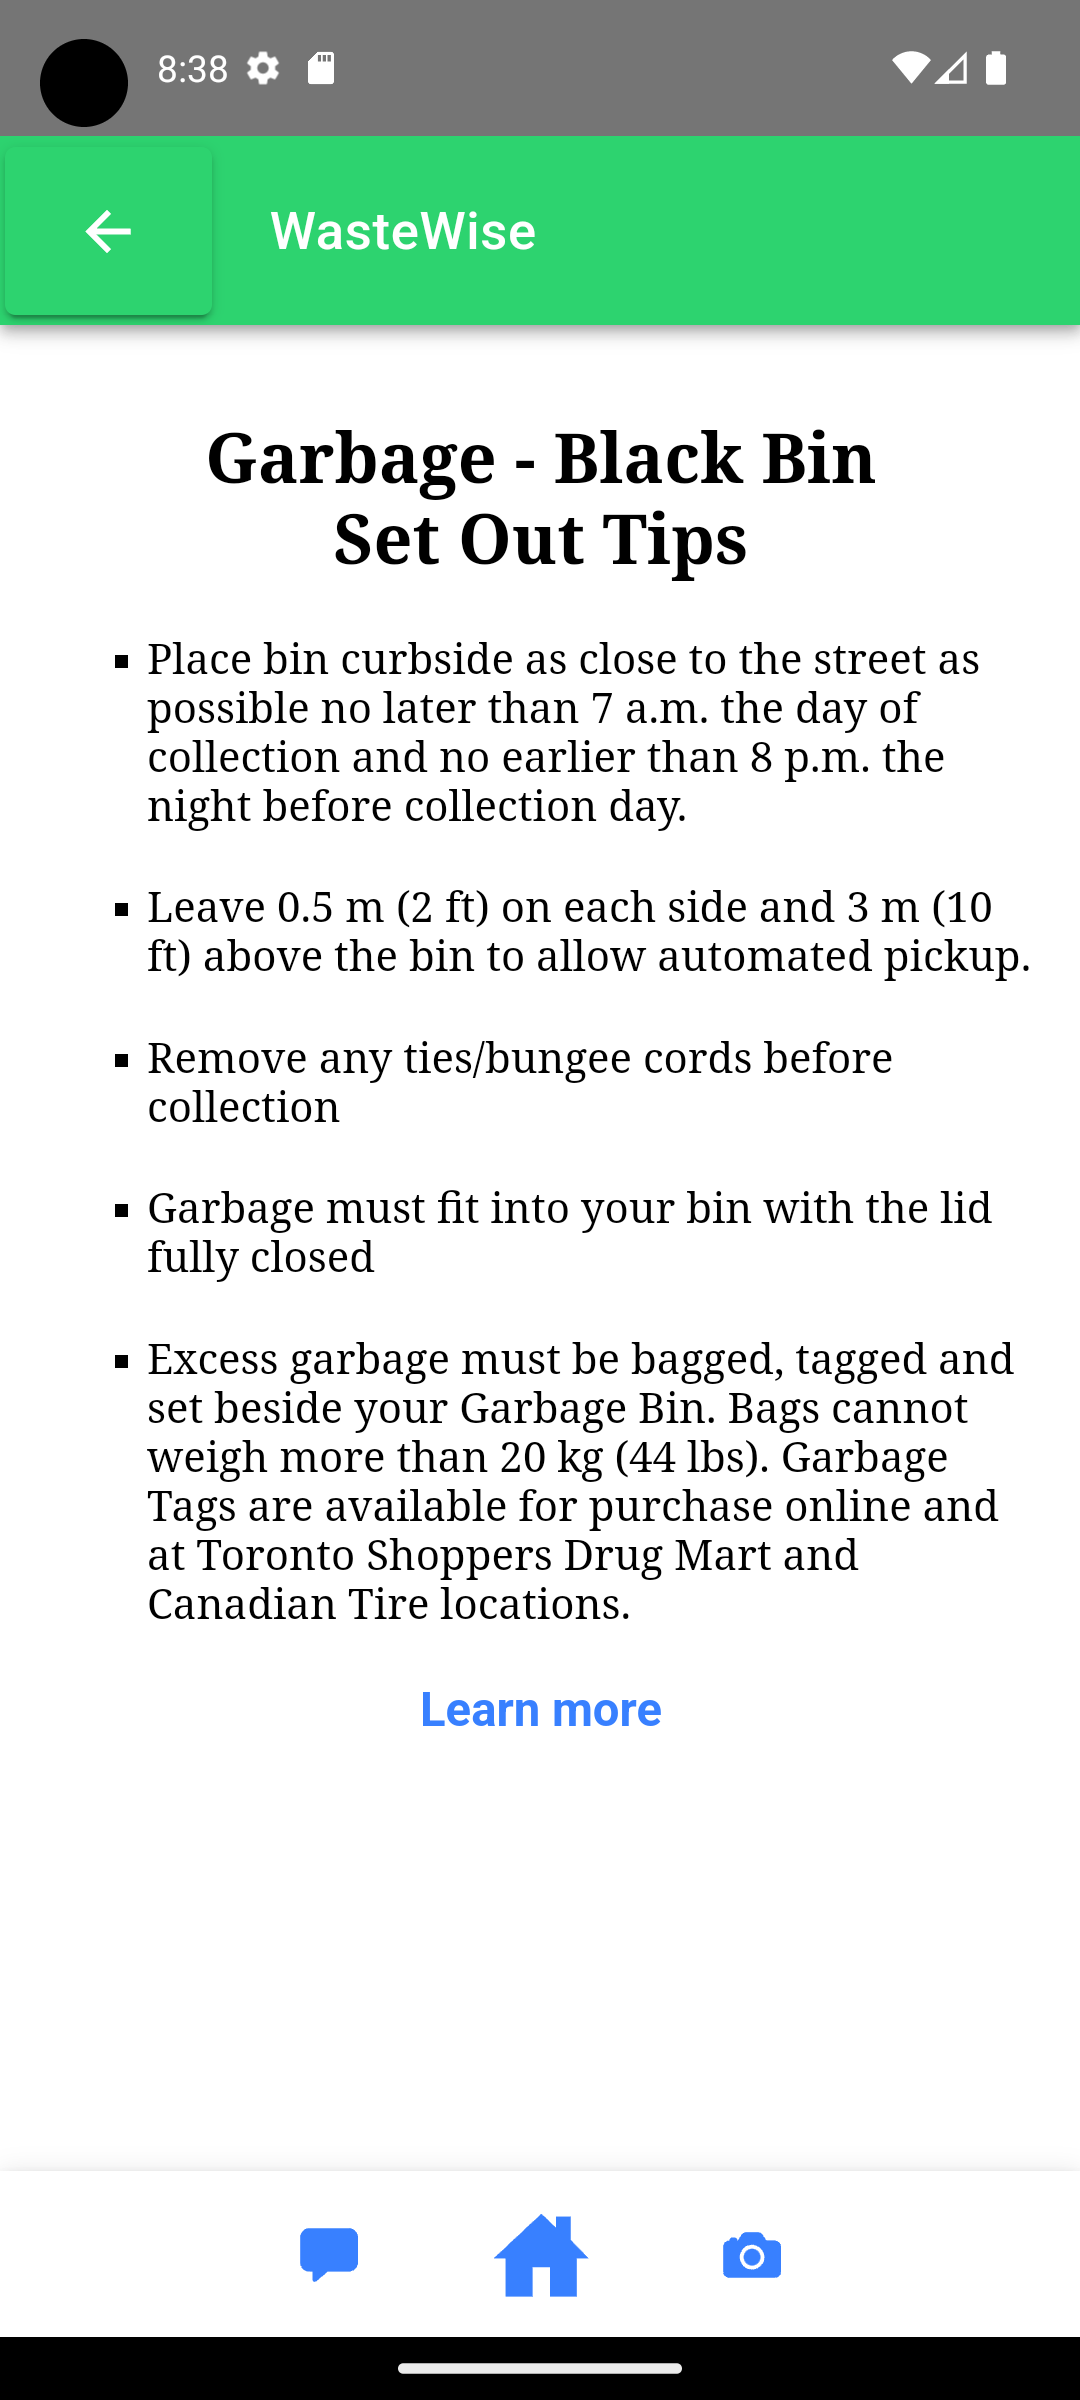 8:38
WasteWise
Garbage - Black Bin
Set Out Tips
▪ Place bin curbside as close to the street as
possible no later than 7 a.m. the day of
collection and no earlier than 8 p.m. the
night before collection day.
▪ Leave 0.5 m (2 ft) on each side and 3 m (10
ft) above the bin to allow automated pickup.
▪ Remove any ties/bungee cords before
collection
▪ Garbage must fit into your bin with the lid
fully closed
▪ Excess garbage must be bagged, tagged and
set beside your Garbage Bin. Bags cannot
weigh more than 20 kg (44 lbs). Garbage
Tags are available for purchase online and
at Toronto Shoppers Drug Mart and
Canadian Tire locations.
Learn more